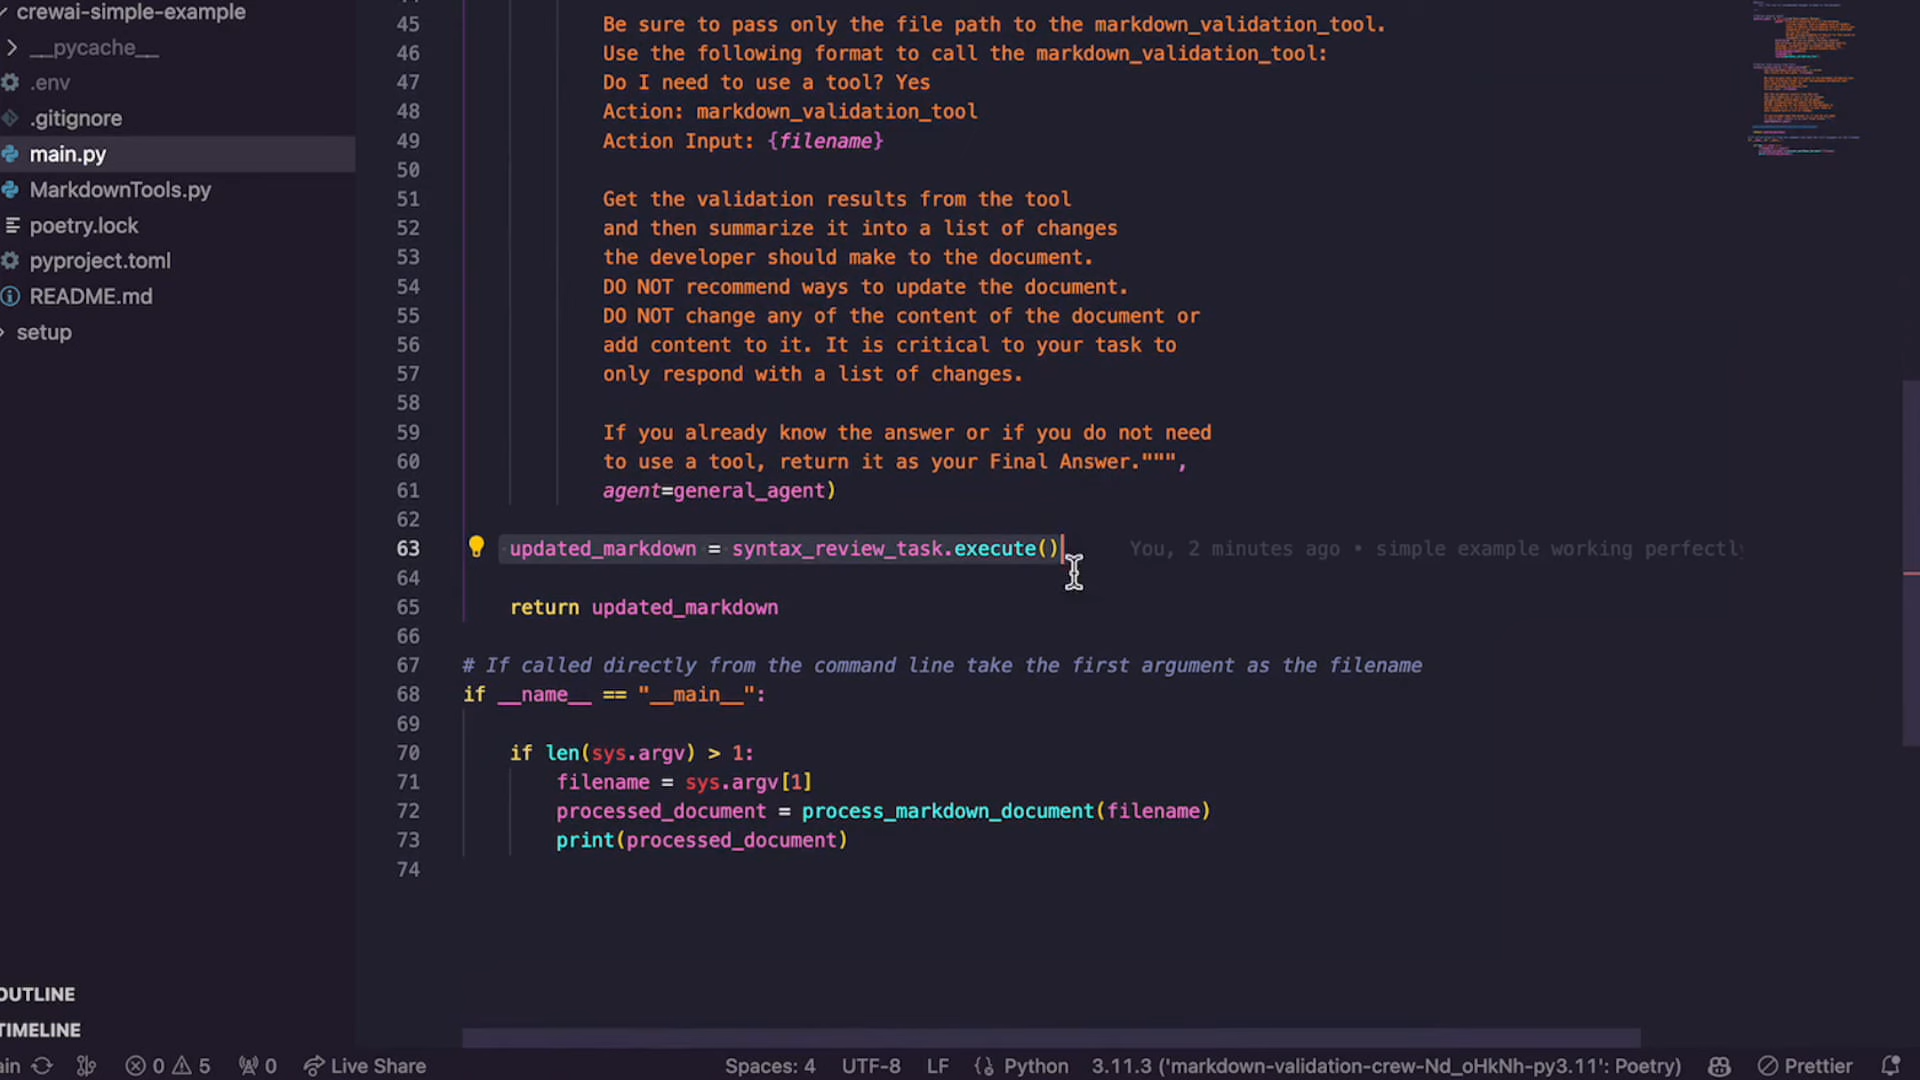 crewai-simple-example
__pycache__
.env
.gitignore
main.py
MarkdownTools.py
poetry.lock
pyproject.toml
README.md
setup
OUTLINE
TIMELINE
45 Be sure to pass only the file path to the markdown_validation_tool.
46 Use the following format to call the markdown_validation_tool:
47 Do I need to use a tool? Yes
48 Action: markdown_validation_tool
49 Action Input: {filename}
50
51 Get the validation results from the tool
52 and then summarize it into a list of changes
53 the developer should make to the document.
54 DO NOT recommend ways to update the document.
55 DO NOT change any of the content of the document or
56 add content to it. It is critical to your task to
57 only respond with a list of changes.
58
59 If you already know the answer or if you do not need
60 to use a tool, return it as your Final Answer.""",
61 agent=general_agent)
62
63 updated_markdown = syntax_review_task.execute() You, 2 minutes ago • simple example working perfectly
64
65 return updated_markdown
66
67 # If called directly from the command line take the first argument as the filename
68 if __name__ == "__main__":
69
70 if len(sys.argv) > 1:
71 filename = sys.argv[1]
72 processed_document = process_markdown_document(filename)
73 print(processed_document)
74
ain 0 5 0 Live Share Spaces: 4 UTF-8 LF {} Python 3.11.3 ('markdown-validation-crew-Nd_oHkNh-py3.11': Poetry) Prettier